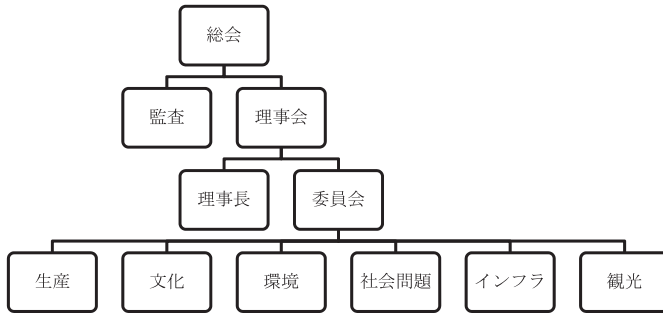 総会
監査
理事会
理事長
委員会
生産
文化
環境
社会問題
インフラ
観光